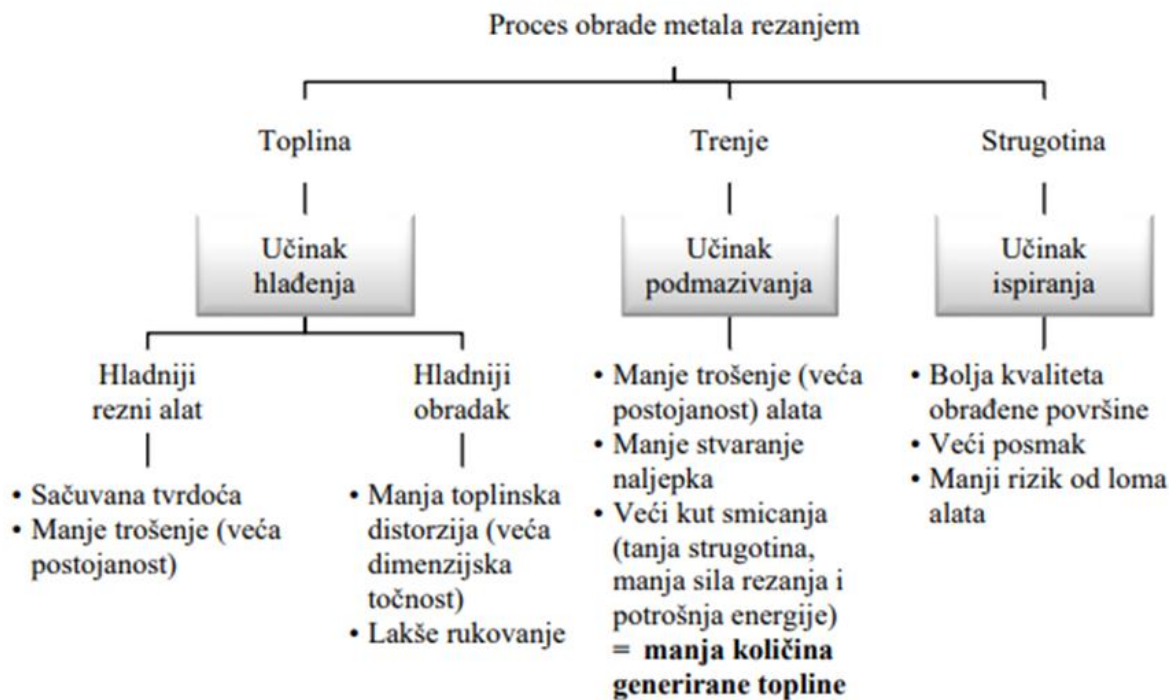 Proces obrade metala rezanjem
Toplina
Trenje
Strugotina
Učinak
hlađenja
Učinak
podmazivanja
Učinak
ispiranja
Hladniji
rezni alat
Hladniji
obradak
• Sačuvana tvrdoća
• Manje trošenje (veća
postojanost)
• Manja toplinska
distorzija (veća
dimenzijska
točnost)
• Lakše rukovanje
• Manje trošenje (veća
postojanost) alata
• Manje stvaranje
naljepka
• Veći kut smicanja
(tanja strugotina,
manja sila rezanja i
potrošnja energije)
= manja količina
generirane topline
• Bolja kvaliteta
obrađene površine
• Veći posmak
• Manji rizik od loma
alata